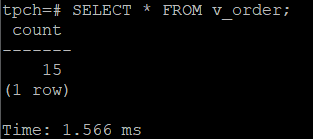 tpch=# SELECT * FROM v_order;
count
-------
15
(1 row)
Time: 1.566 ms